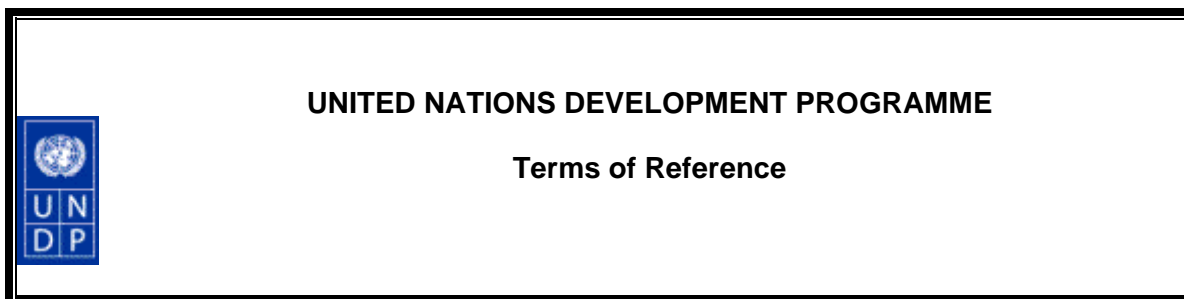 UNITED NATIONS DEVELOPMENT PROGRAMME
Terms of Reference
U N
D P